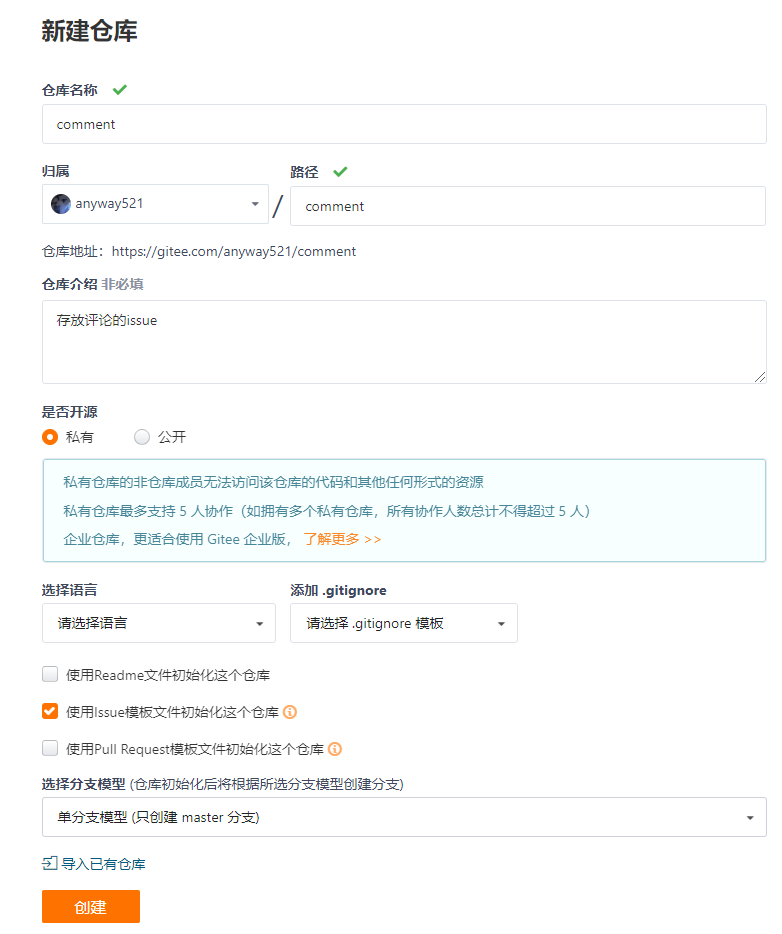 新建仓库
仓库名称
comment
归属
路径
anyway521
/
comment
仓库地址：https://gitee.com/anyway521/comment
仓库介绍 非必填
存放评论的issue
是否开源
私有
公开
私有仓库的非仓库成员无法访问该仓库的代码和其他任何形式的资源
私有仓库最多支持 5 人协作（如拥有多个私有仓库，所有协作人数总计不得超过 5 人）
企业仓库，更适合使用 Gitee 企业版， 了解更多 >>
选择语言
添加 .gitignore
请选择语言
请选择 .gitignore 模板
使用Readme文件初始化这个仓库
使用Issue模板文件初始化这个仓库
使用Pull Request模板文件初始化这个仓库
选择分支模型 (仓库初始化后将根据所选分支模型创建分支)
单分支模型 (只创建 master 分支)
导入已有仓库
创建